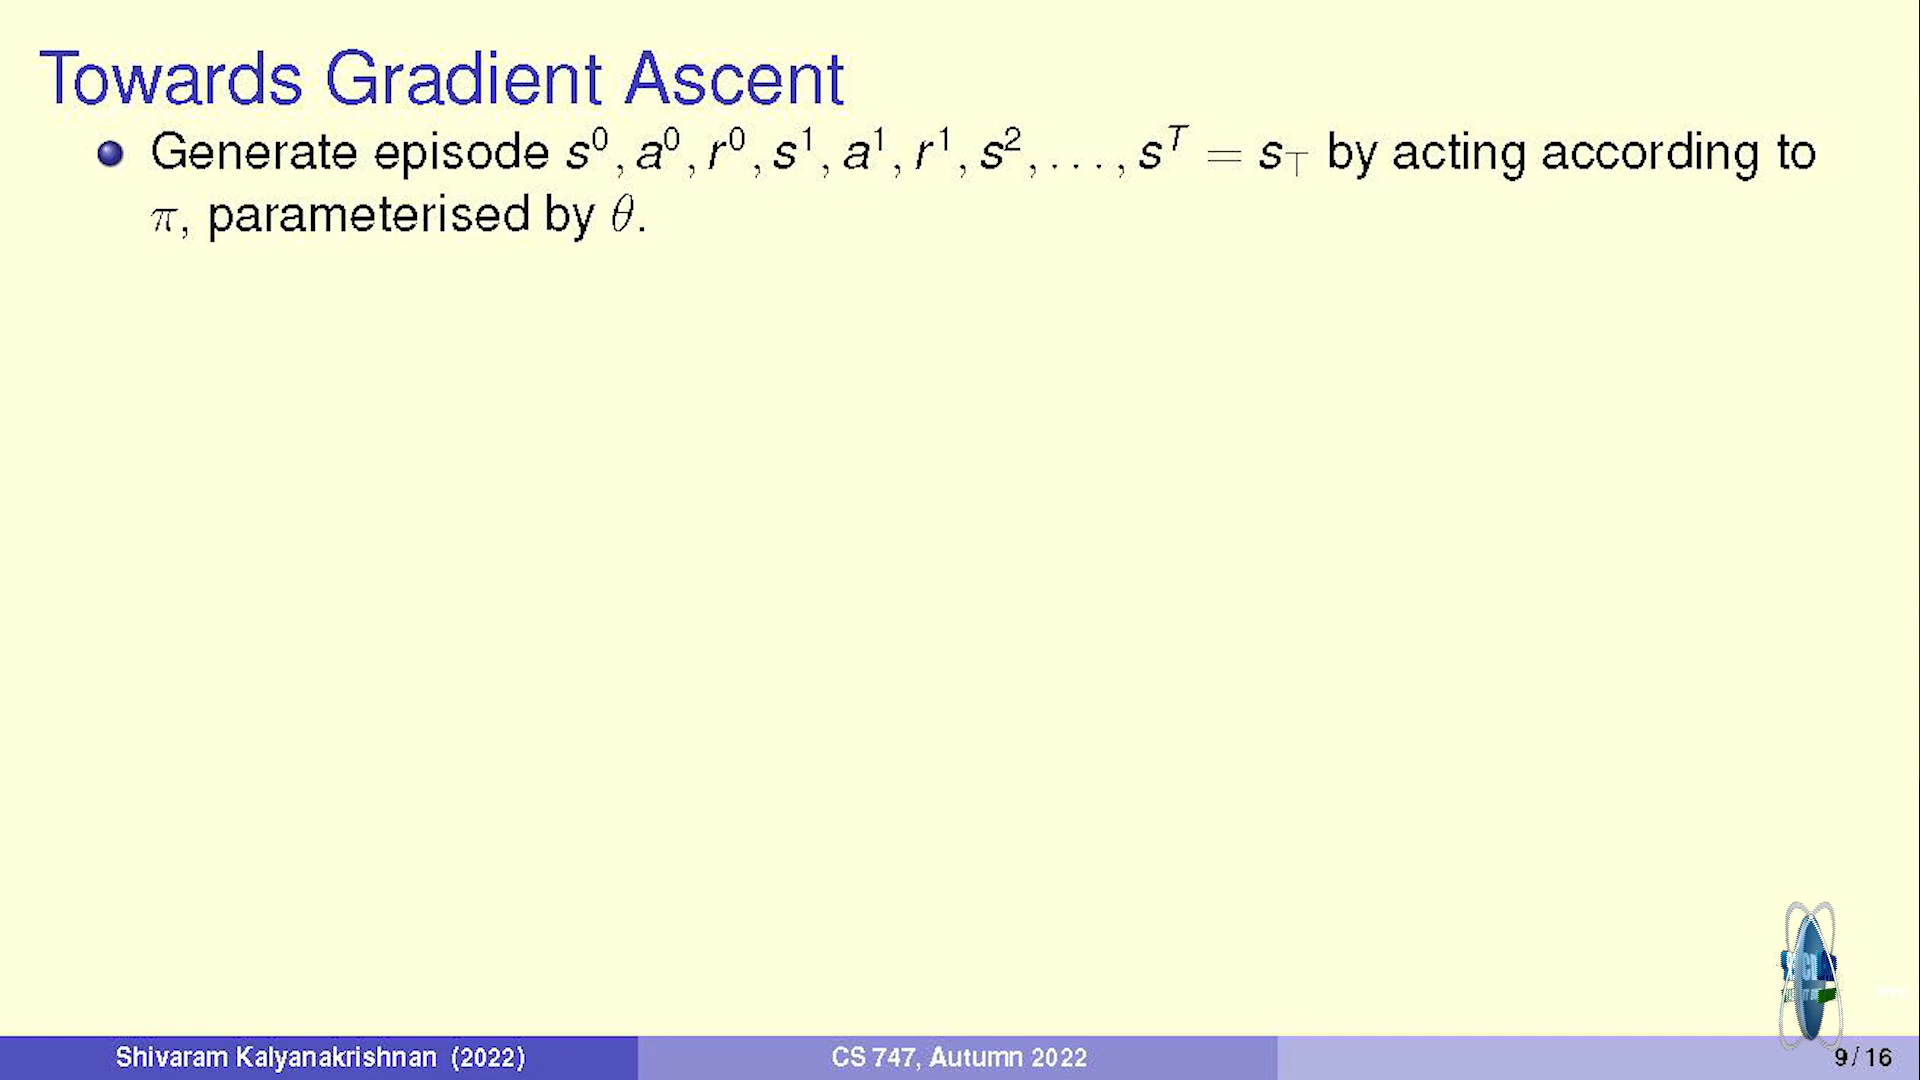 Towards Gradient Ascent
Generate episode s⁰, a⁰, r⁰, s¹, a¹, r¹, s², . . . , sᵀ = s⊤ by acting according to
π, parameterised by θ.
Shivaram Kalyanakrishnan (2022)
CS 747, Autumn 2022
9 / 16